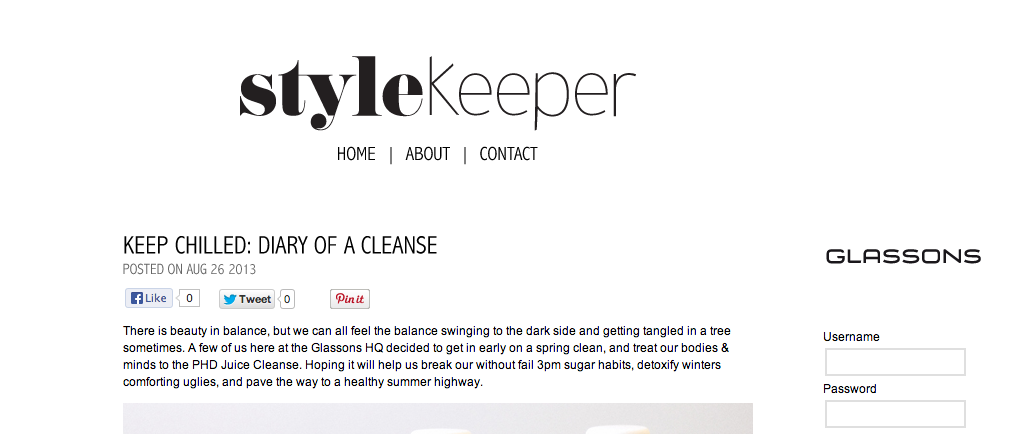 styleKeeper
HOME | ABOUT | CONTACT
KEEP CHILLED: DIARY OF A CLEANSE
POSTED ON AUG 26 2013
Like 0 Tweet 0 Pin it
There is beauty in balance, but we can all feel the balance swinging to the dark side and getting tangled in a tree
sometimes. A few of us here at the Glassons HQ decided to get in early on a spring clean, and treat our bodies &
minds to the PHD Juice Cleanse. Hoping it will help us break our without fail 3pm sugar habits, detoxify winters
comforting uglies, and pave the way to a healthy summer highway.
GLASSONS
Username
Password